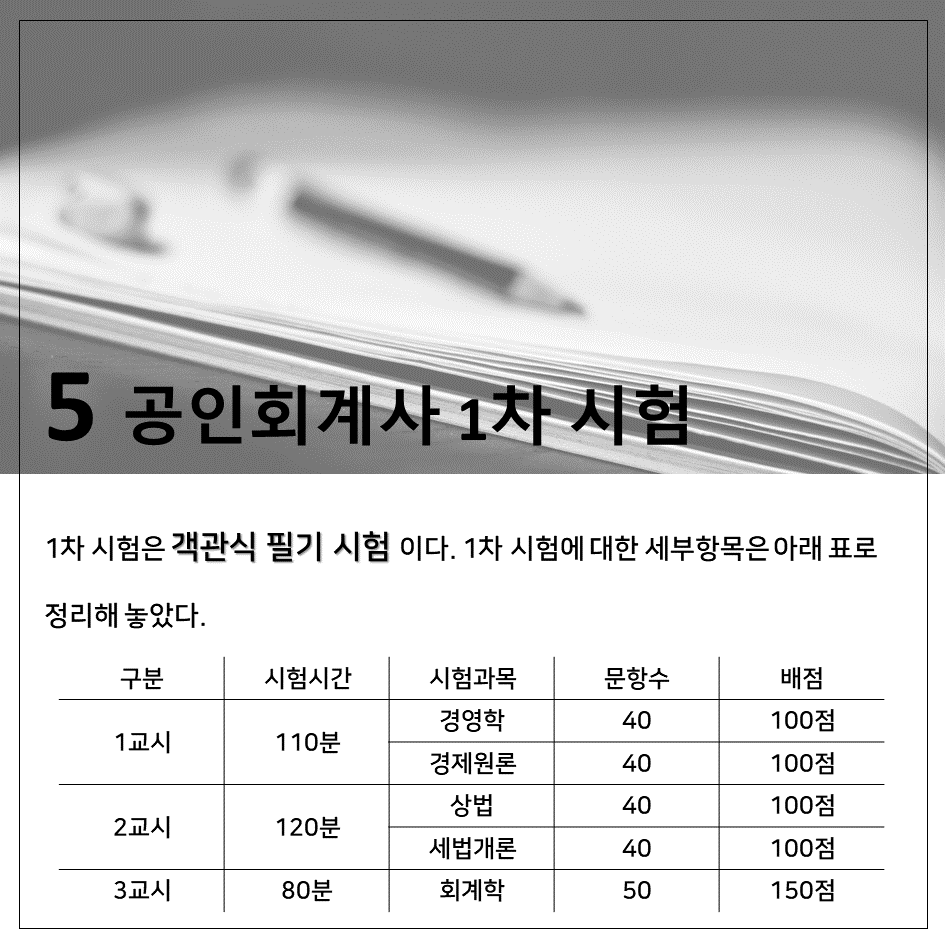 5 공인회계사 1차 시험
1차 시험은 객관식 필기 시험 이다. 1차 시험에 대한 세부항목은 아래 표로
정리해 놓았다.
구분 시험시간 시험과목 문항수 배점
1교시 110분 경영학 40 100점
경제원론 40 100점
2교시 120분 상법 40 100점
세법개론 40 100점
3교시 80분 회계학 50 150점